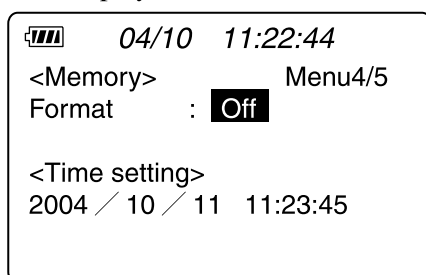 04/10 11:22:44
<Memory> Menu4/5
Format : Off
<Time setting>
2004 / 10 / 11 11:23:45